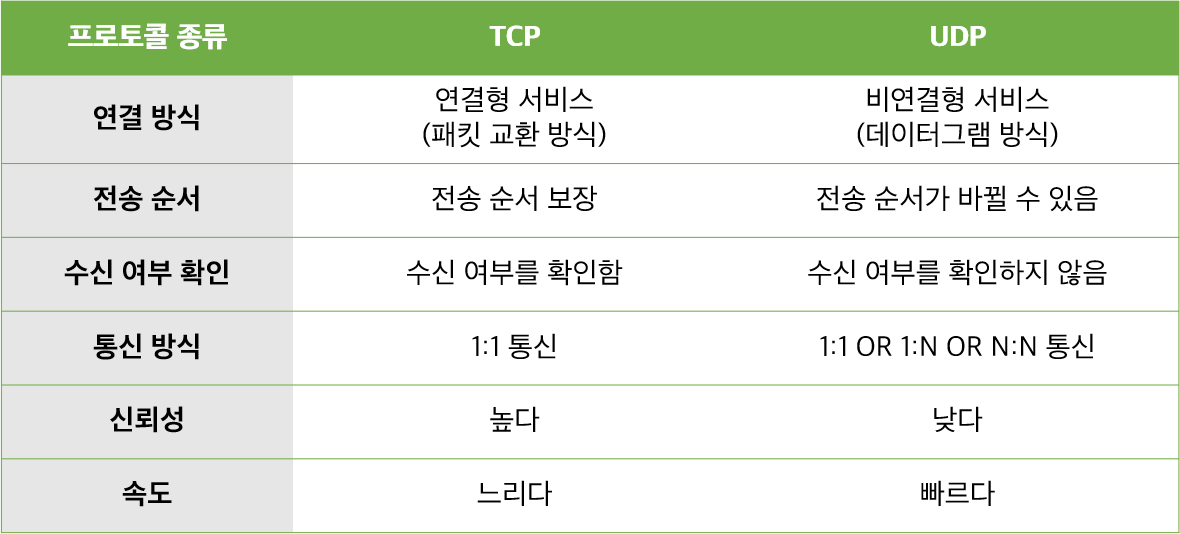 프로토콜 종류 TCP UDP
연결 방식 연결형 서비스 비연결형 서비스
(패킷 교환 방식) (데이터그램 방식)
전송 순서 전송 순서 보장 전송 순서가 바뀔 수 있음
수신 여부 확인 수신 여부를 확인함 수신 여부를 확인하지 않음
통신 방식 1:1 통신 1:1 OR 1:N OR N:N 통신
신뢰성 높다 낮다
속도 느리다 빠르다